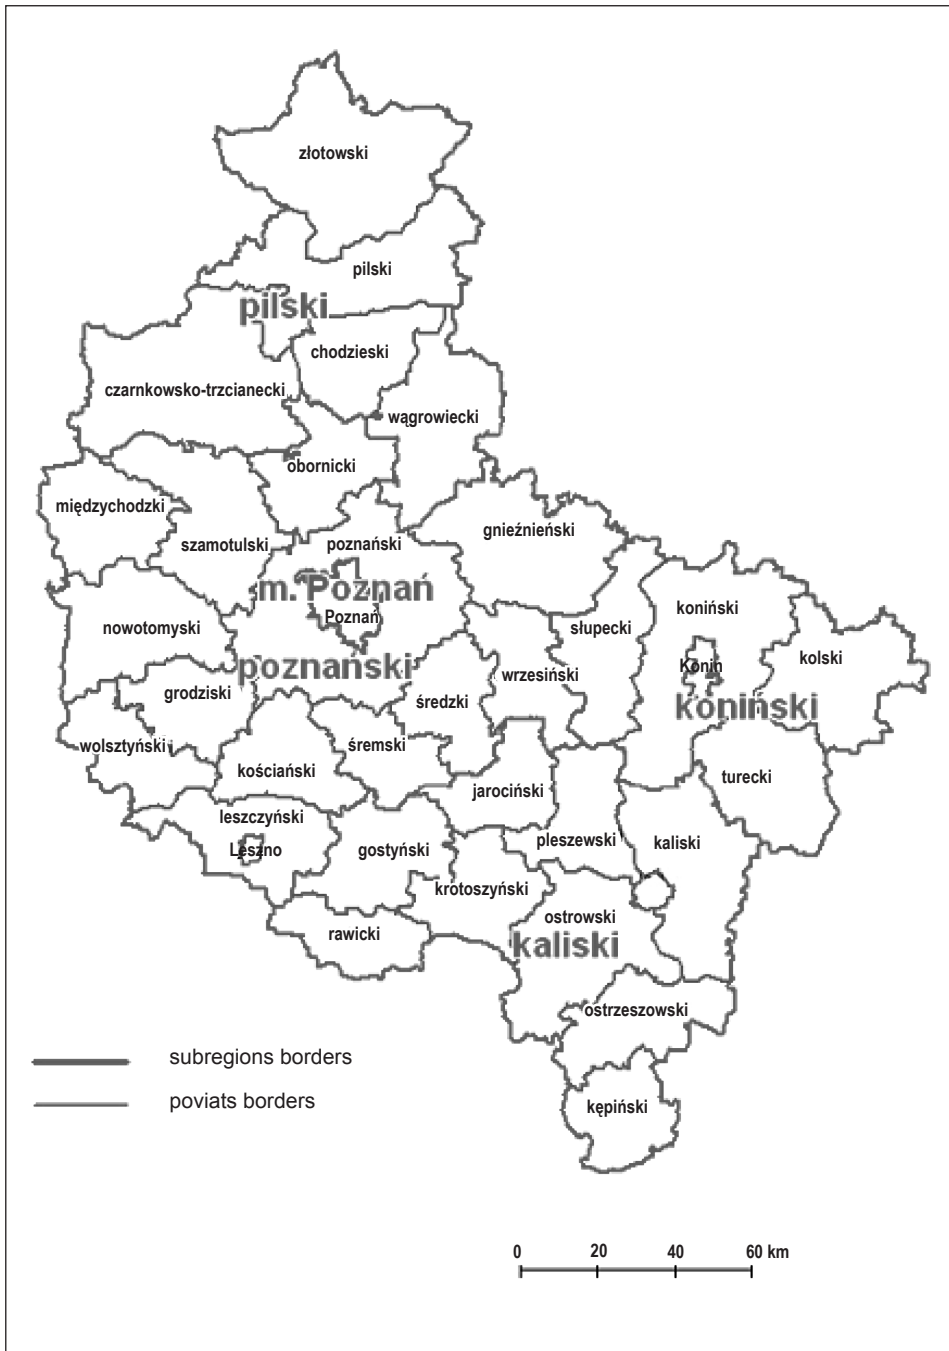 złotowski
pilski
pilski
chodzieski
czarnkowsko-trzcianecki
wągrowiecki
obornicki
międzychodzki
gnieźnieński
szamotulski
poznański
m. Poznań
koniński
Poznań
nowotomyski
słupecki
kolski
poznański
Konin
wrzesiński
grodziski
średzki
koniński
wolsztyński
śremski
kościański
turecki
jarociński
leszczyński
pleszewski
kaliski
Leszno
gostyński
krotoszyński
ostrowski
rawicki
kaliski
ostrzeszowski
subregions borders
poviats borders
kępiński
0 20 40 60 km